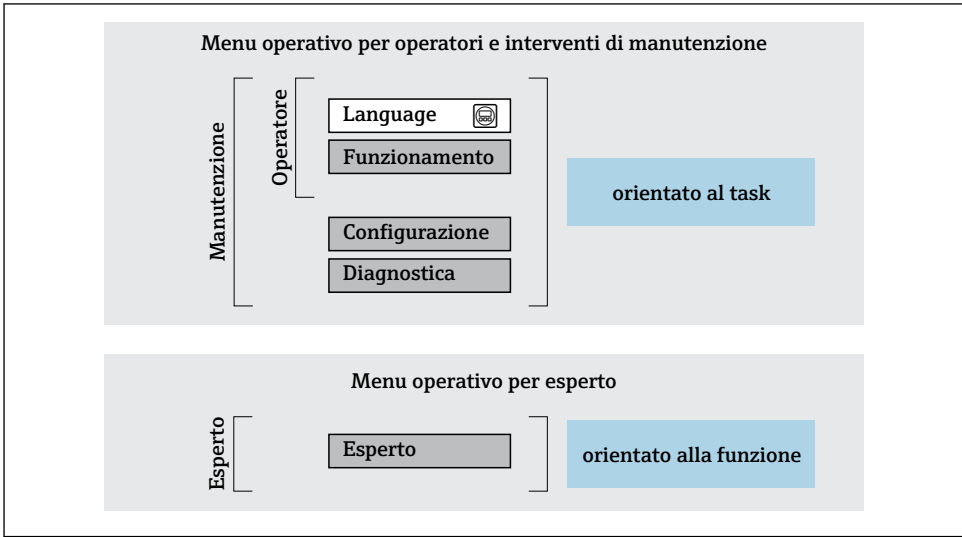 Menu operativo per operatori e interventi di manutenzione
Manutenzione
Operatore
Language
Funzionamento
Configurazione
Diagnostica
orientato al task
Menu operativo per esperto
Esperto
Esperto
orientato alla funzione